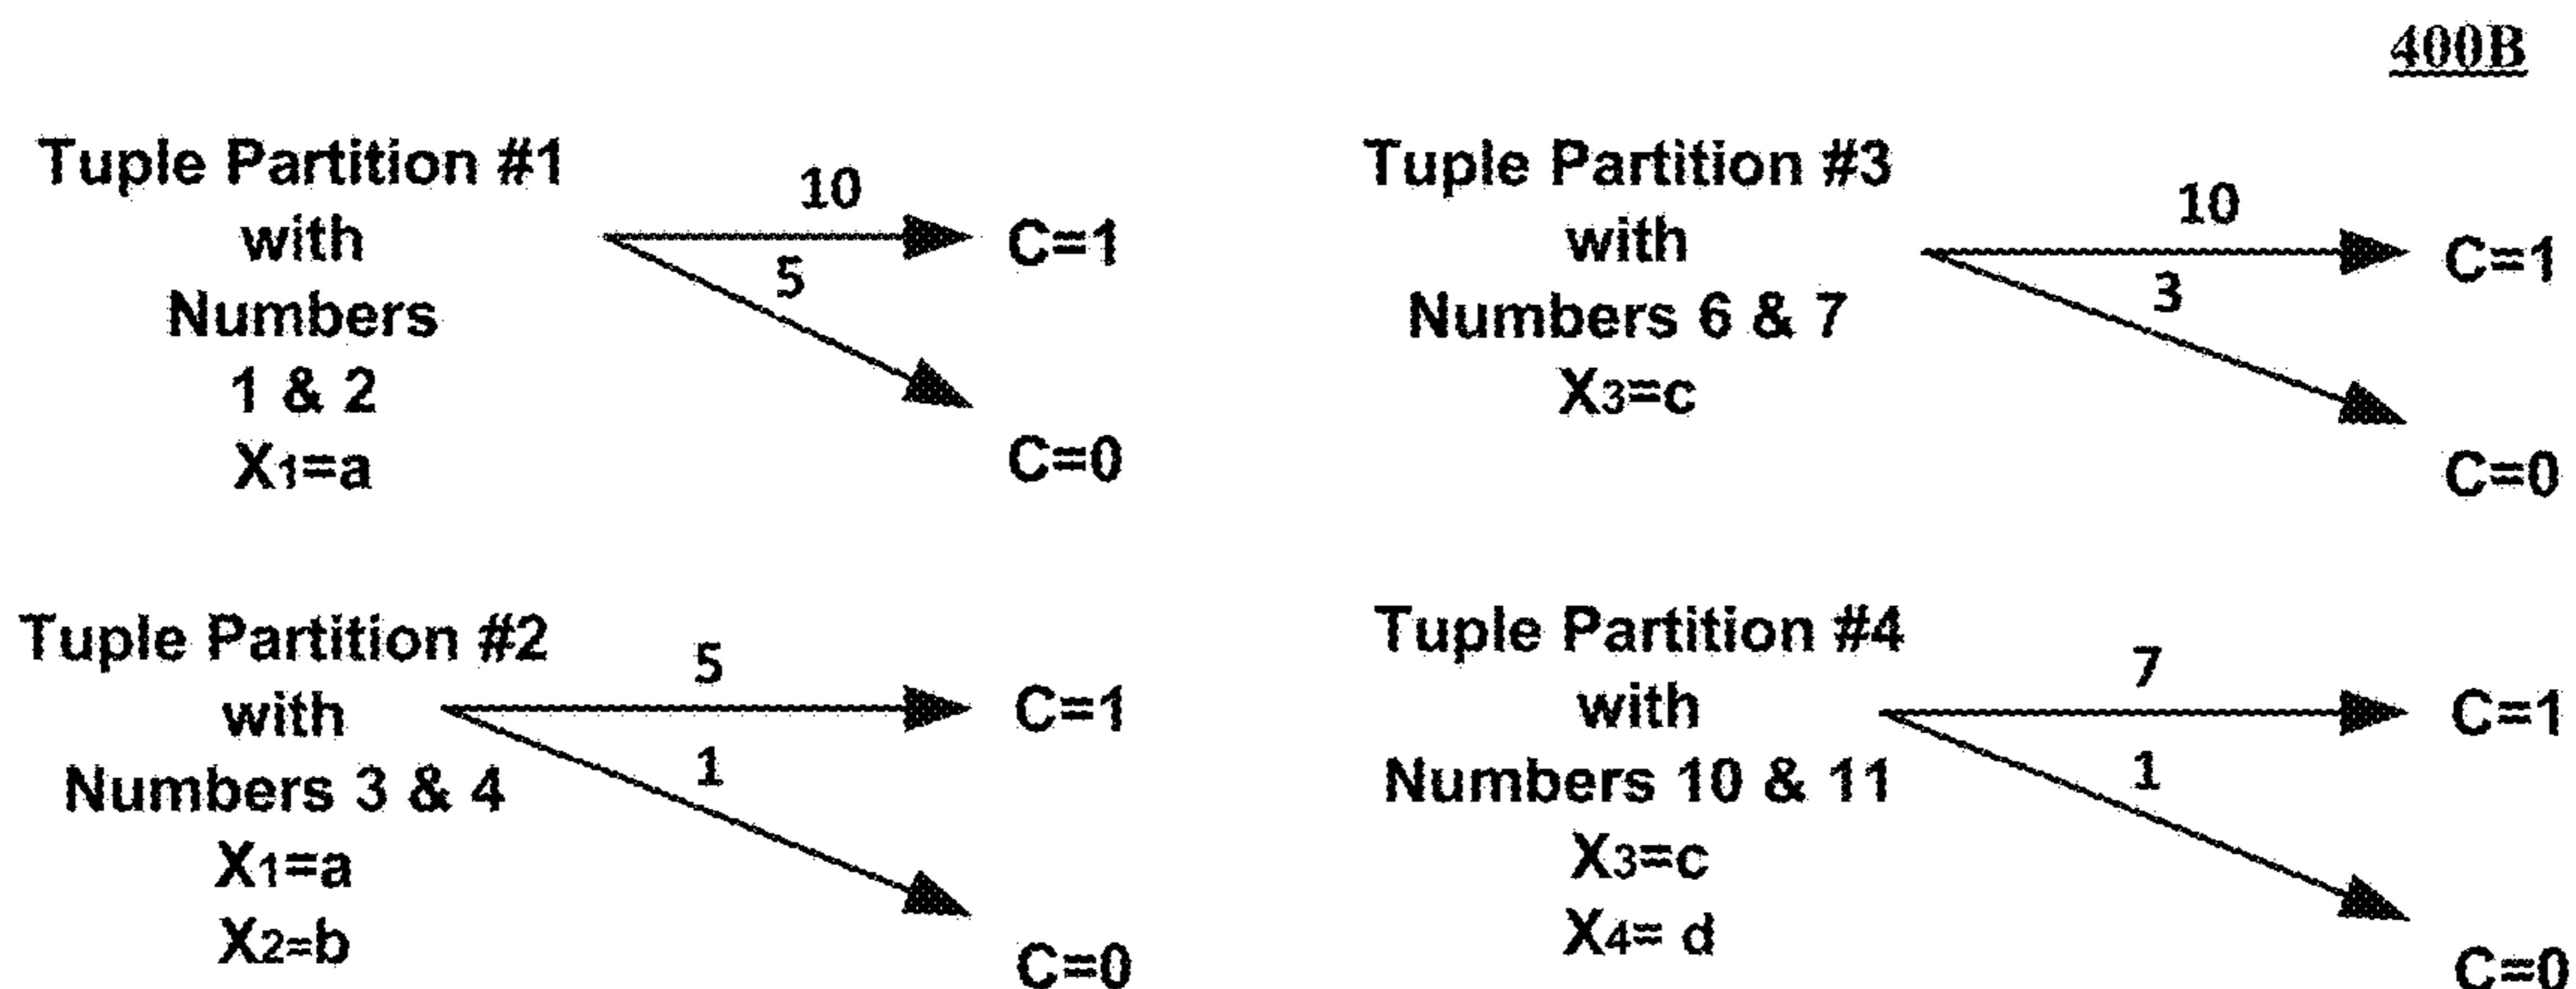 400B
Tuple Partition #1
with
Numbers
1 & 2
X1=a
10
5
C=1
C=0
Tuple Partition #3
with
Numbers 6 & 7
X3=c
10
3
C=1
C=0
Tuple Partition #2
with
Numbers 3 & 4
X1=a
X2=b
5
1
C=1
C=0
Tuple Partition #4
with
Numbers 10 & 11
X3=c
X4= d
7
1
C=1
C=0